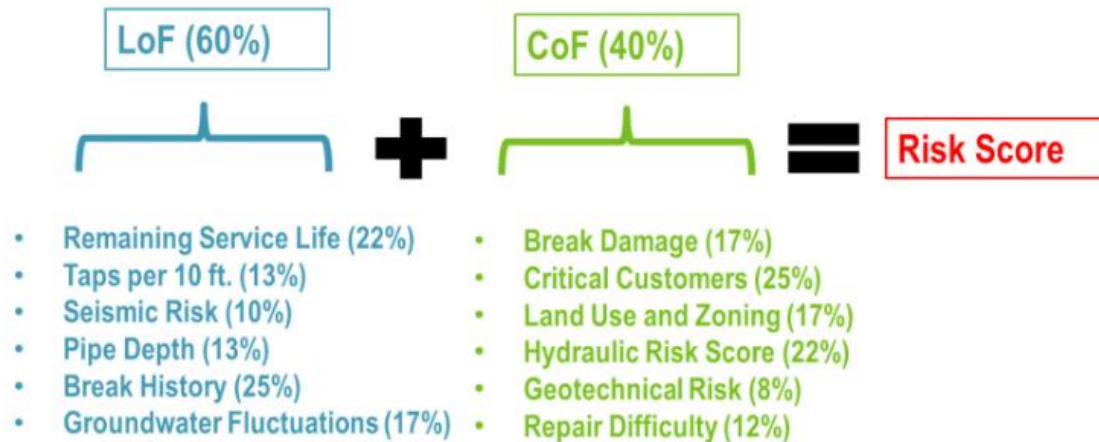 LoF (60%)
CoF (40%)
Risk Score
• Remaining Service Life (22%)
• Taps per 10 ft. (13%)
• Seismic Risk (10%)
• Pipe Depth (13%)
• Break History (25%)
• Groundwater Fluctuations (17%)
• Break Damage (17%)
• Critical Customers (25%)
• Land Use and Zoning (17%)
• Hydraulic Risk Score (22%)
• Geotechnical Risk (8%)
• Repair Difficulty (12%)